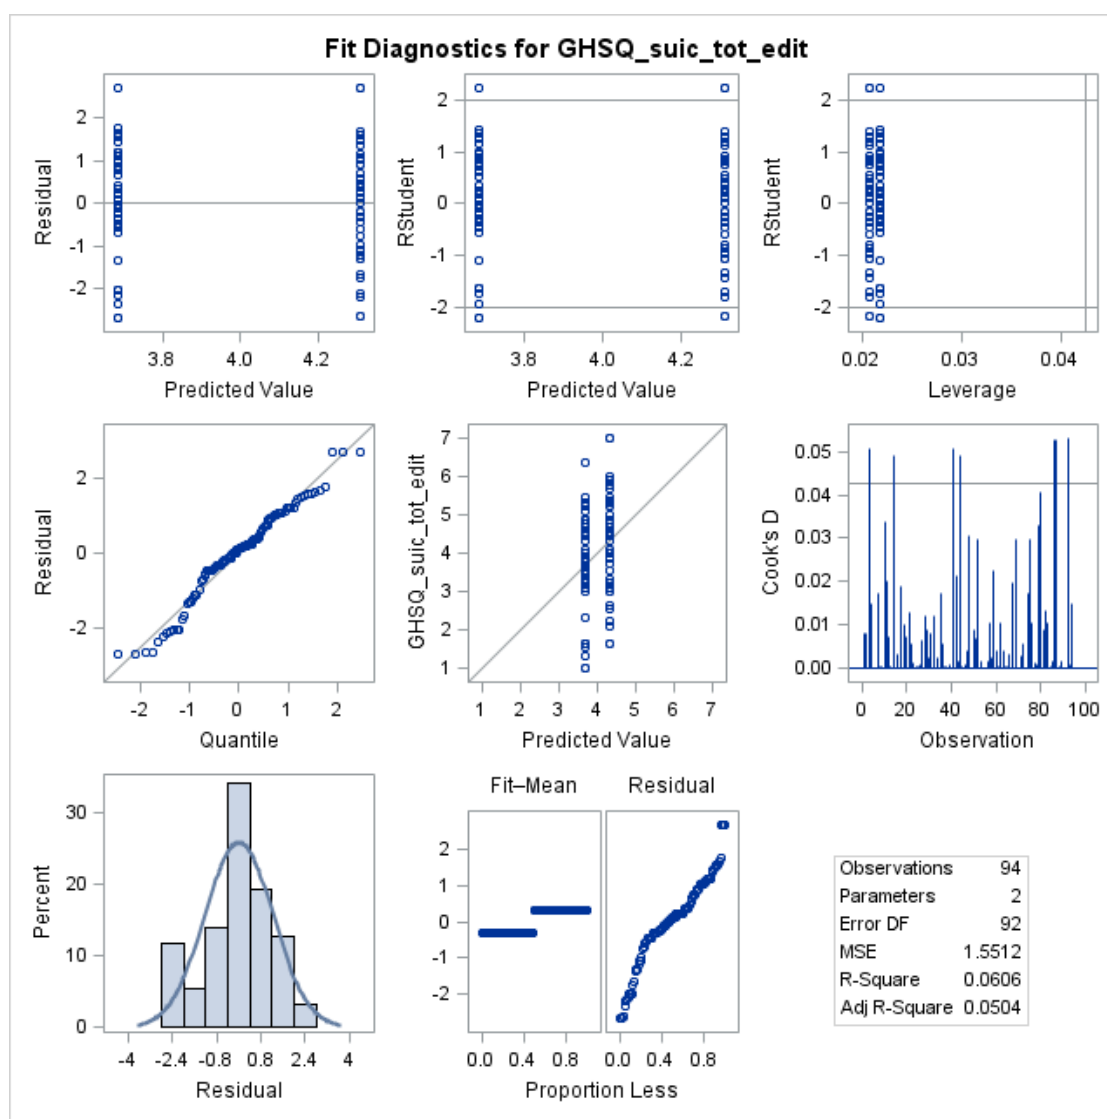 Fit Diagnostics for GHSQ_suic_tot_edit
Residual
2
1
0
-1
-2
3.8 4.0 4.2
Predicted Value
RStudent
2
1
0
-1
-2
3.8 4.0 4.2
Predicted Value
RStudent
2
1
0
-1
-2
0.02 0.03 0.04
Leverage
Residual
2
0
-2
-2 -1 0 1 2
Quantile
GHSQ_suic_tot_edit
7
6
5
4
3
2
1
1 2 3 4 5 6 7
Predicted Value
Cook's D
0.05
0.04
0.03
0.02
0.01
0.00
0 20 40 60 80 100
Observation
Percent
30
20
10
0
-4 -2.4 -0.8 0.8 2.4 4
Residual
Fit–Mean Residual
2
1
0
-1
-2
0.0 0.4 0.8 0.0 0.4 0.8
Proportion Less
Observations 94
Parameters 2
Error DF 92
MSE 1.5512
R-Square 0.0606
Adj R-Square 0.0504